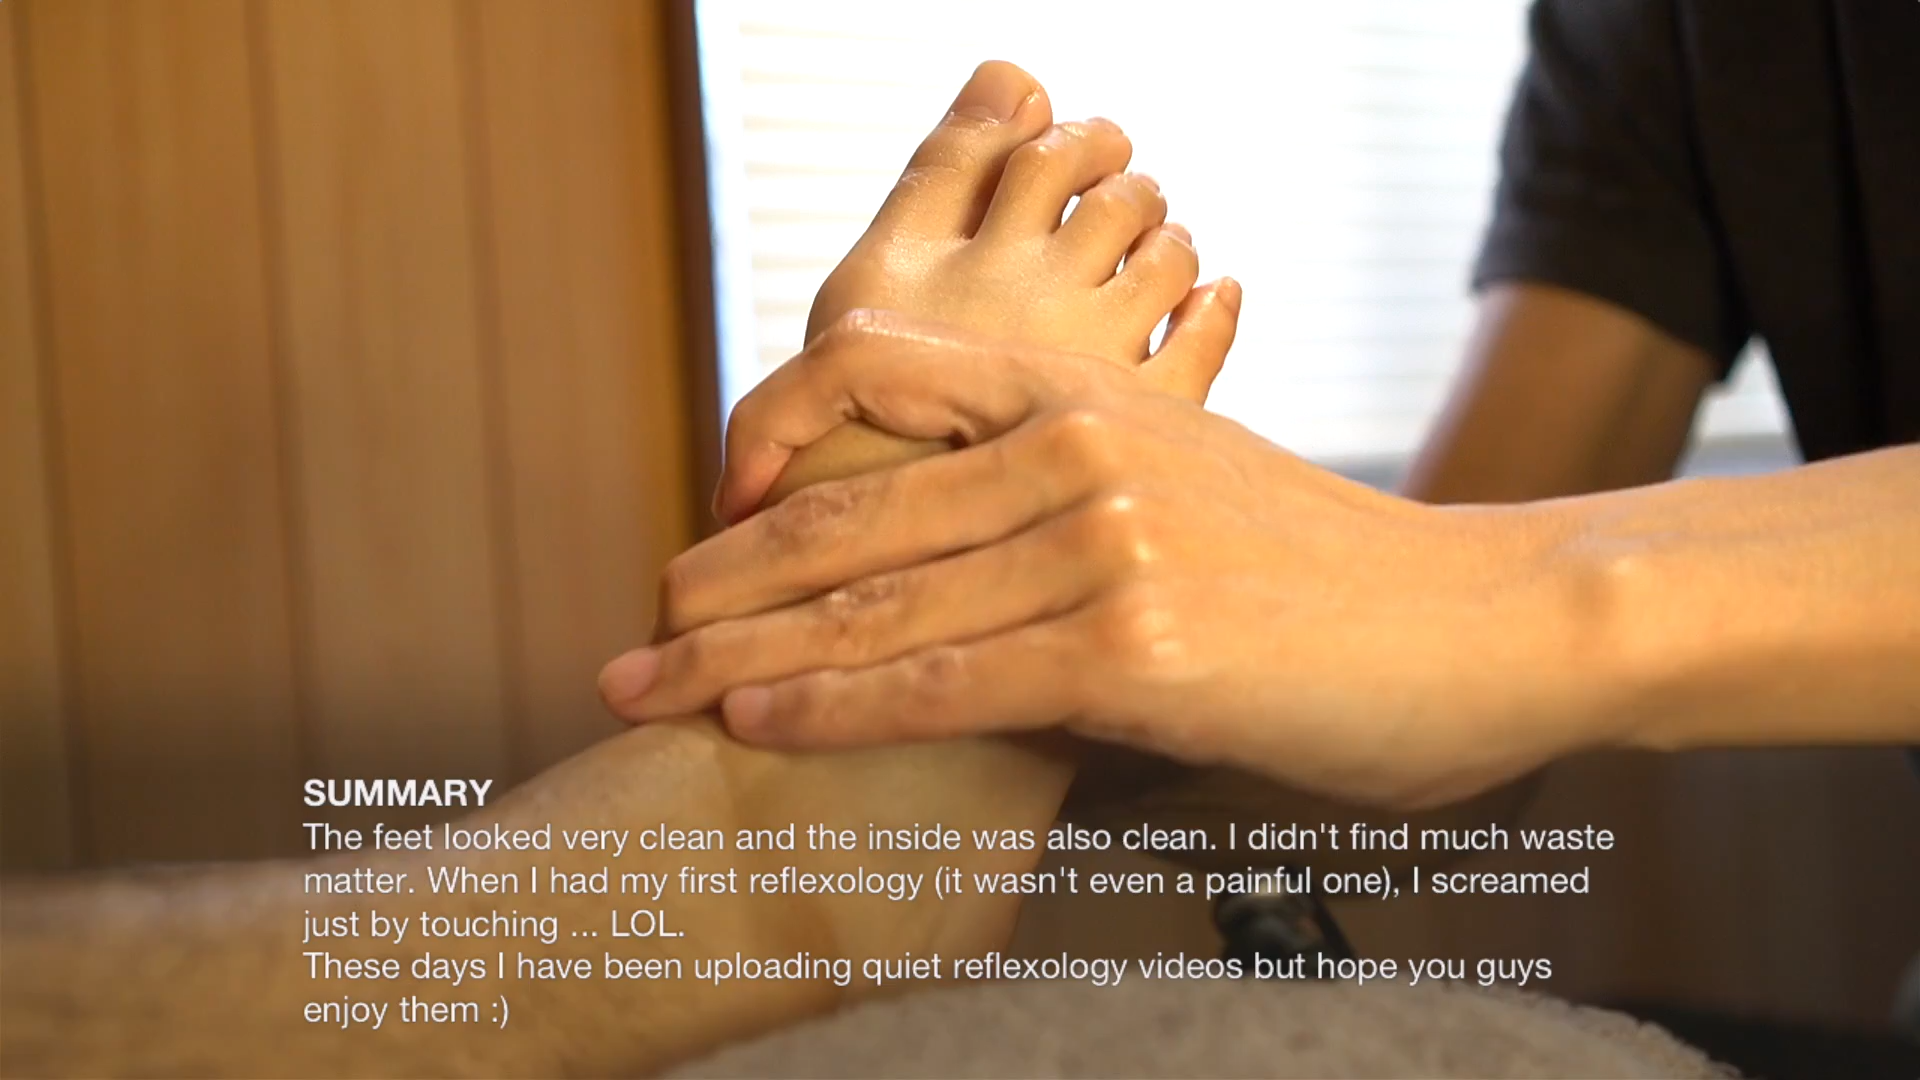 SUMMARY
The feet looked very clean and the inside was also clean. I didn't find much waste
matter. When I had my first reflexology (it wasn't even a painful one), I screamed
just by touching ... LOL.
These days I have been uploading quiet reflexology videos but hope you guys
enjoy them :)